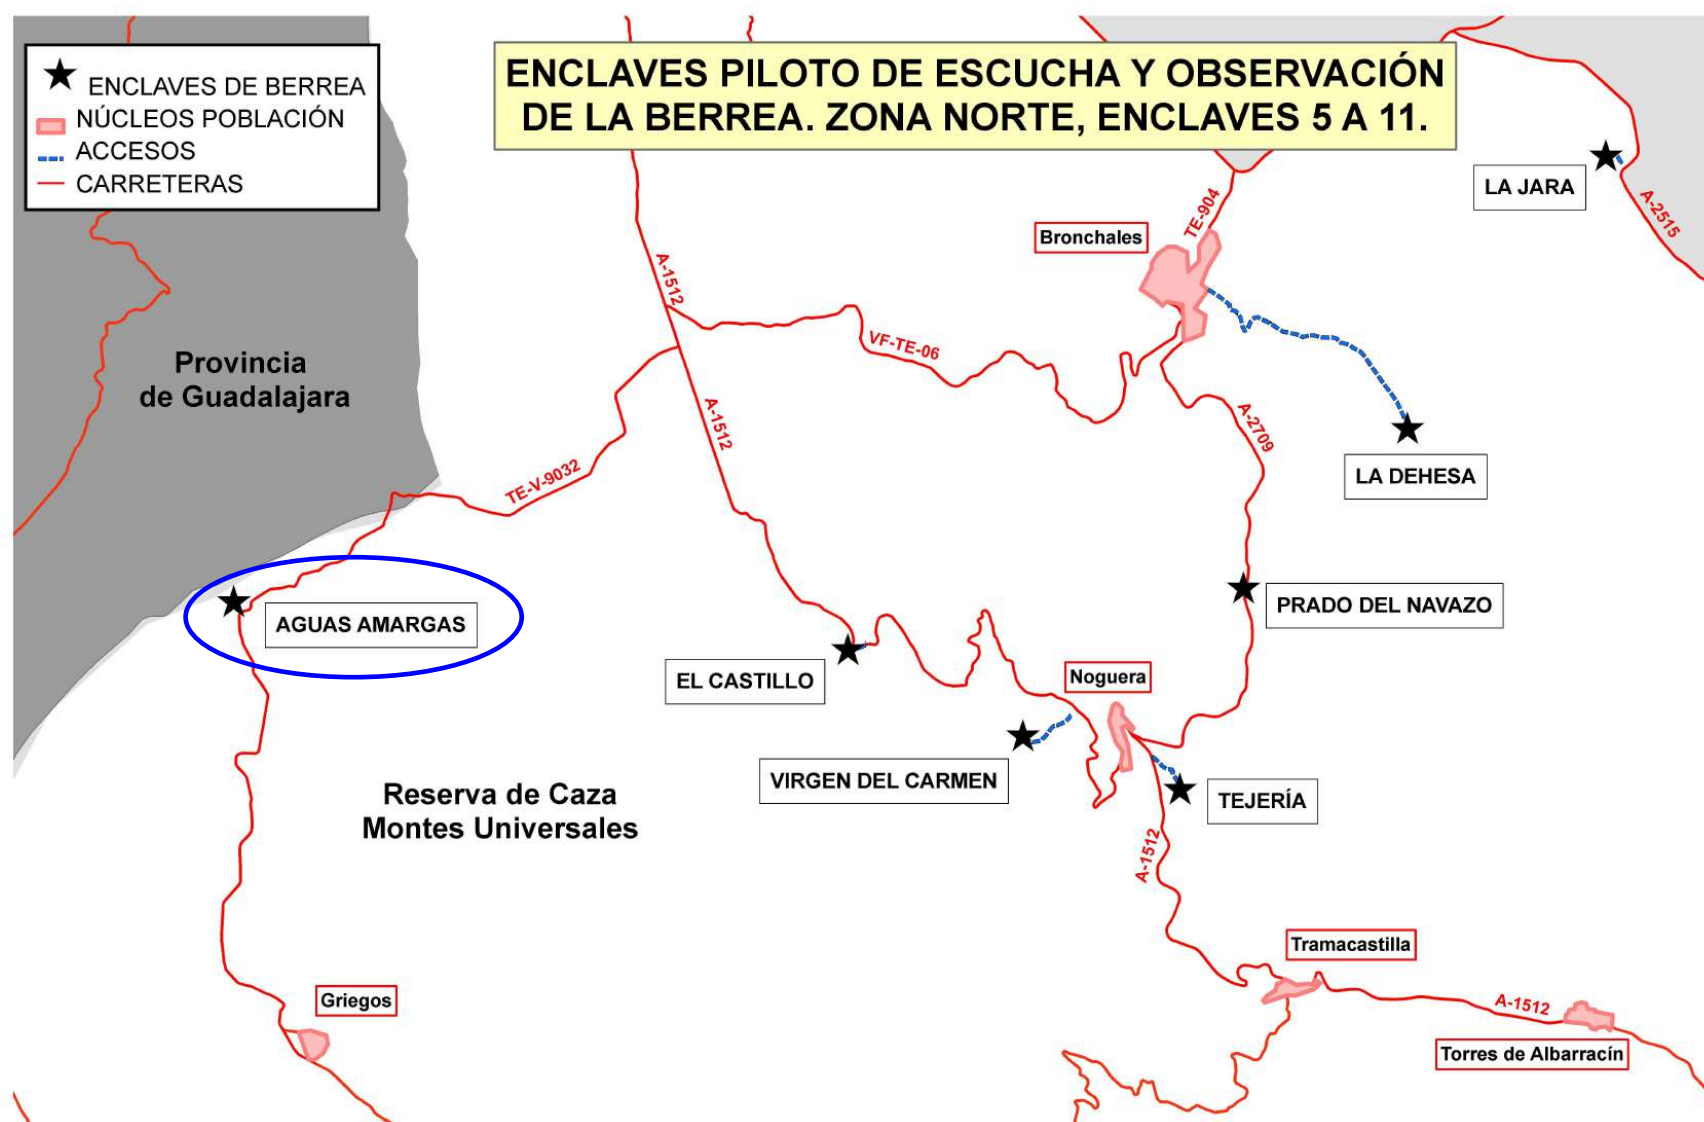 ENCLAVES PILOTO DE ESCUCHA Y OBSERVACIÓN
DE LA BERREA. ZONA NORTE, ENCLAVES 5 A 11.
ENCLAVES DE BERREA
NÚCLEOS POBLACIÓN
ACCESOS
CARRETERAS
LA JARA
TE-904
A-2515
Bronchales
A-1512
VF-TE-06
Provincia
de Guadalajara
A-1512
A-2709
LA DEHESA
TE-V-9032
PRADO DEL NAVAZO
AGUAS AMARGAS
EL CASTILLO
Noguera
VIRGEN DEL CARMEN
TEJERÍA
Reserva de Caza
Montes Universales
A-1512
Tramacastilla
Griegos
A-1512
Torres de Albarracín